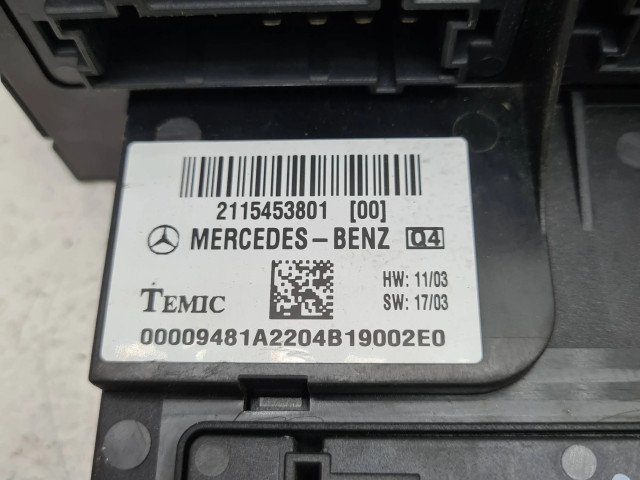 2115453801 [00]
MERCEDES-BENZ Q4
HW: 11/03
TEMIC SW: 17/03
00009481A2204B19002E0